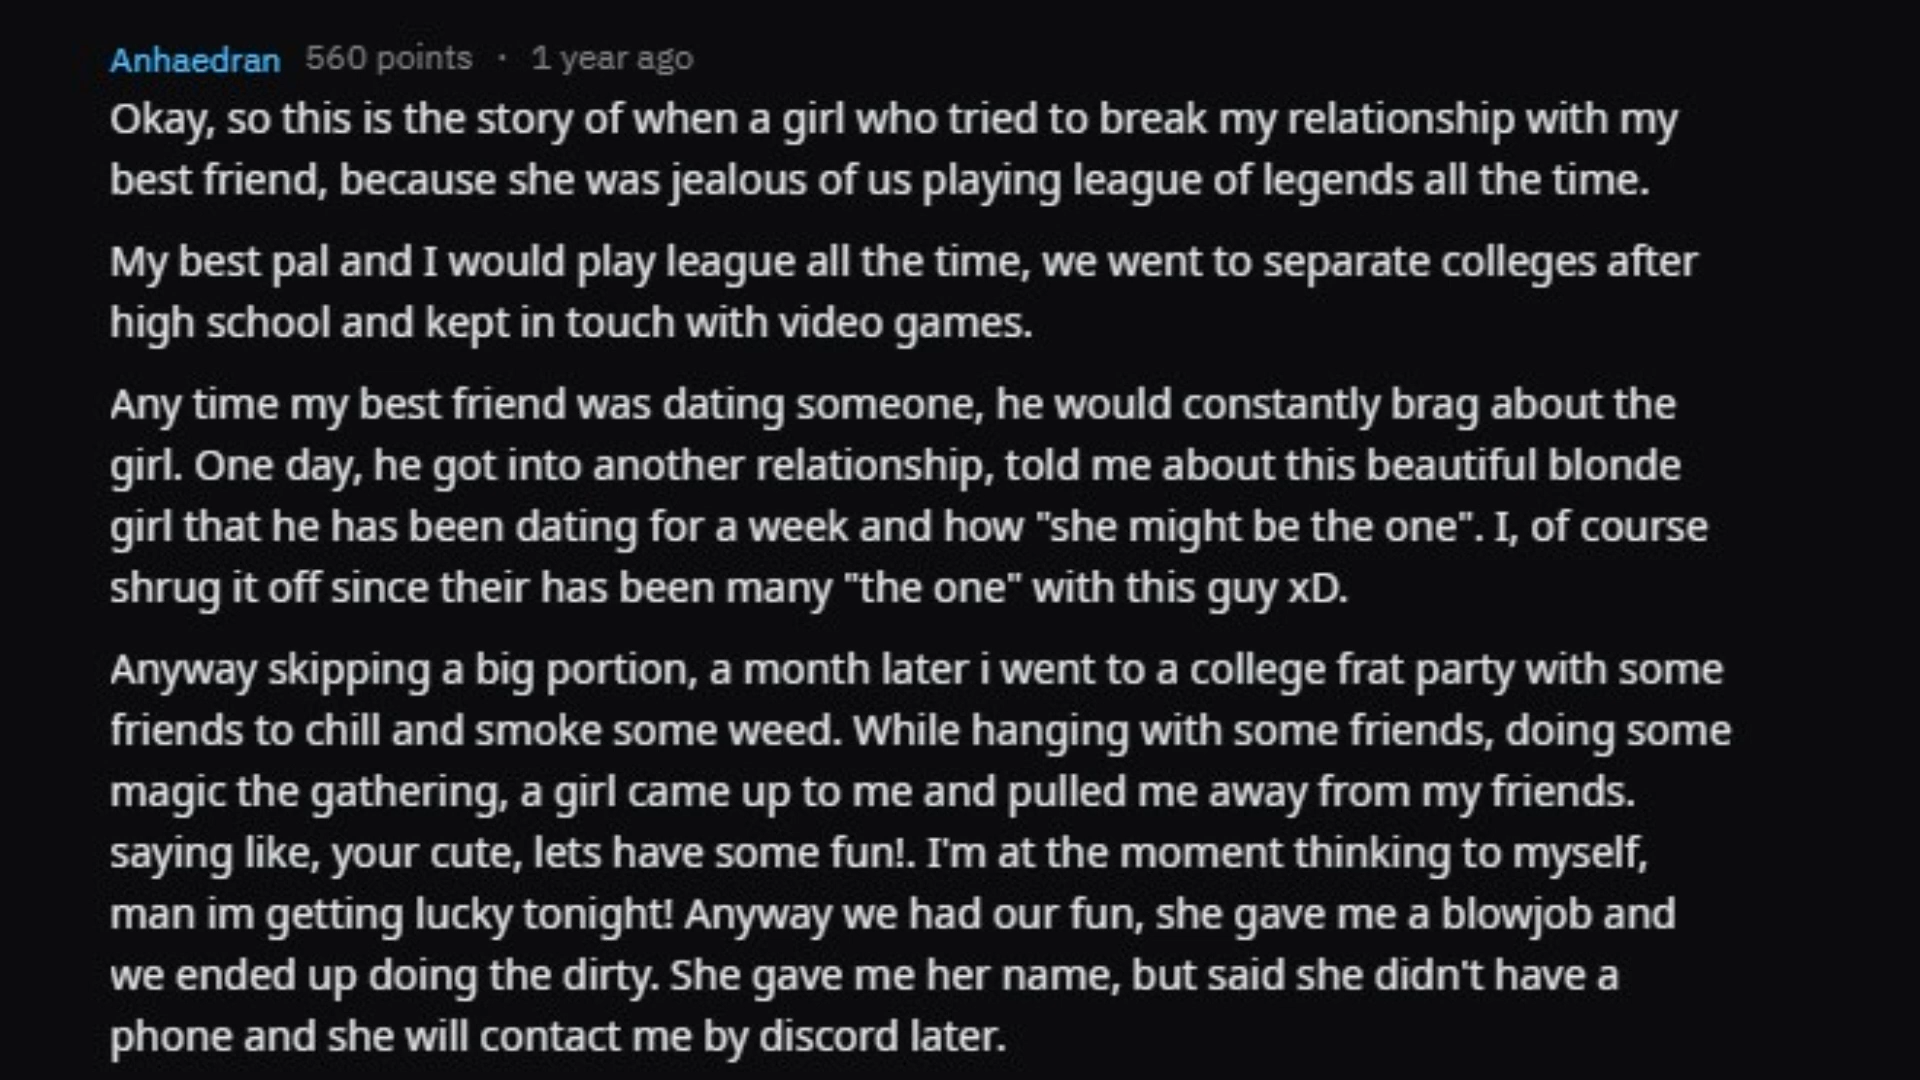 Anhaedran 560 points · 1 year ago
Okay, so this is the story of when a girl who tried to break my relationship with my
best friend, because she was jealous of us playing league of legends all the time.
My best pal and I would play league all the time, we went to separate colleges after
high school and kept in touch with video games.
Any time my best friend was dating someone, he would constantly brag about the
girl. One day, he got into another relationship, told me about this beautiful blonde
girl that he has been dating for a week and how "she might be the one". I, of course
shrug it off since their has been many "the one" with this guy xD.
Anyway skipping a big portion, a month later i went to a college frat party with some
friends to chill and smoke some weed. While hanging with some friends, doing some
magic the gathering, a girl came up to me and pulled me away from my friends.
saying like, your cute, lets have some fun!. I'm at the moment thinking to myself,
man im getting lucky tonight! Anyway we had our fun, she gave me a blowjob and
we ended up doing the dirty. She gave me her name, but said she didn't have a
phone and she will contact me by discord later.